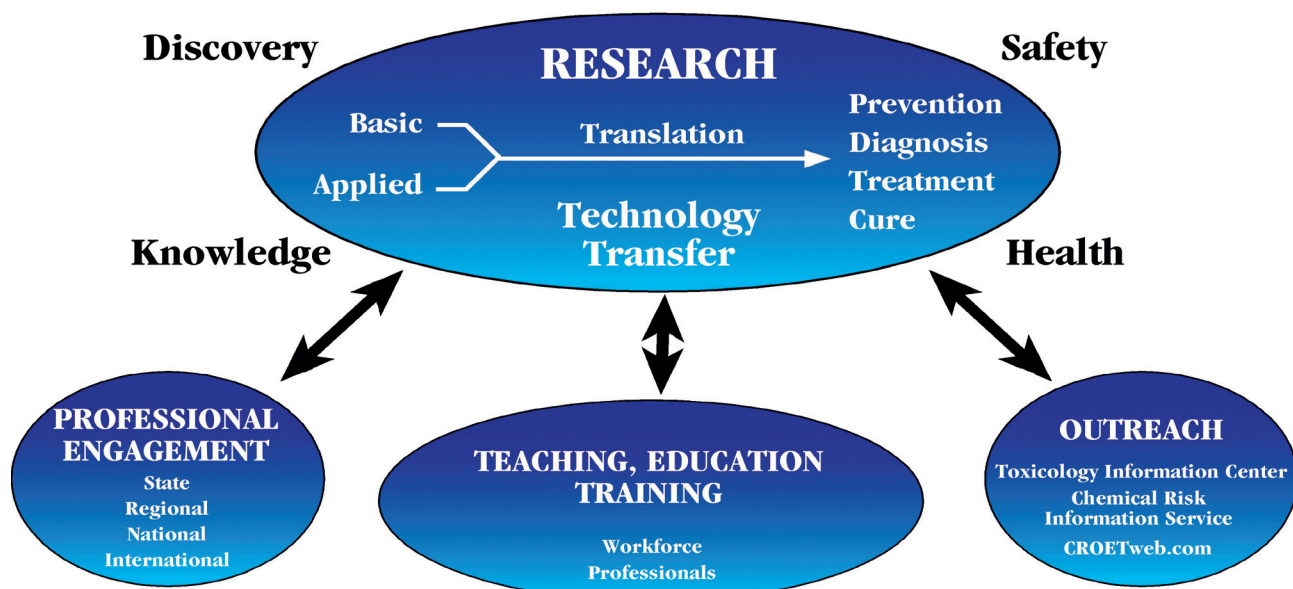 Discovery
Safety
RESEARCH
Basic
Applied
Translation
Prevention
Diagnosis
Treatment
Cure
Technology
Transfer
Knowledge
Health
PROFESSIONAL
ENGAGEMENT
State
Regional
National
International
TEACHING, EDUCATION
TRAINING
Workforce
Professionals
OUTREACH
Toxicology Information Center
Chemical Risk
Information Service
CROETweb.com